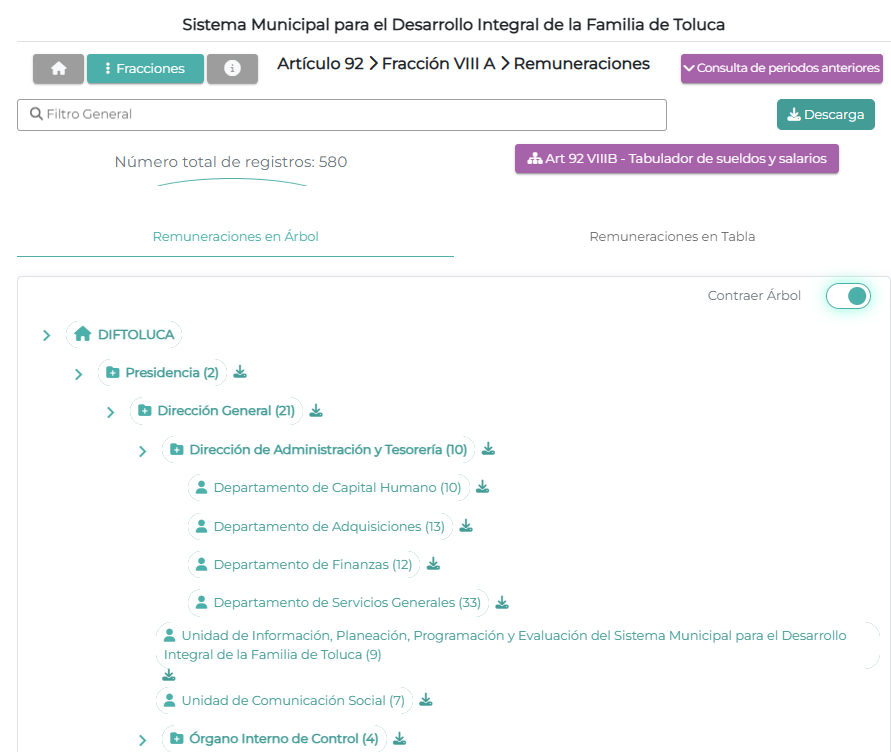 Sistema Municipal para el Desarrollo Integral de la Familia de Toluca
Fracciones
Artículo 92 > Fracción VIII A > Remuneraciones
Consulta de periodos anteriores
Filtro General
Descarga
Número total de registros: 580
Art 92 VIIIB - Tabulador de sueldos y salarios
Remuneraciones en Árbol
Remuneraciones en Tabla
Contraer Árbol
DIFTOLUCA
Presidencia (2)
Dirección General (21)
Dirección de Administración y Tesorería (10)
Departamento de Capital Humano (10)
Departamento de Adquisiciones (13)
Departamento de Finanzas (12)
Departamento de Servicios Generales (33)
Unidad de Información, Planeación, Programación y Evaluación del Sistema Municipal para el Desarrollo
Integral de la Familia de Toluca (9)
Unidad de Comunicación Social (7)
Órgano Interno de Control (4)